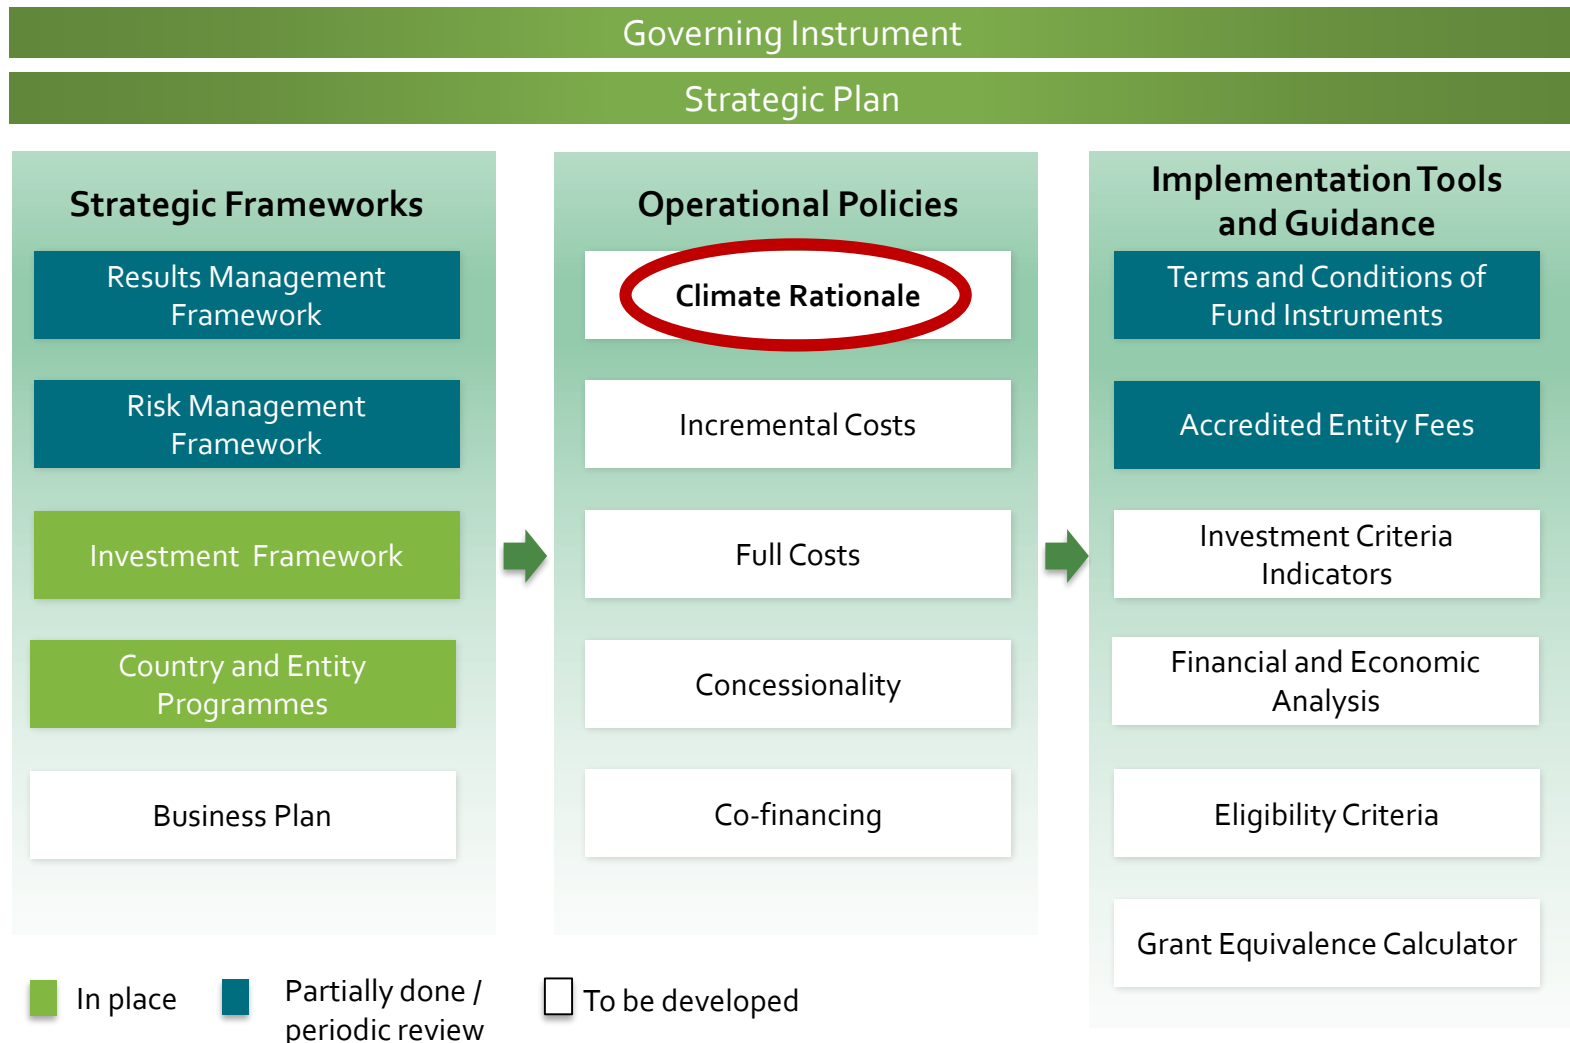 Governing Instrument
Strategic Plan
Strategic Frameworks
Results Management
Framework
Risk Management
Framework
Investment Framework
Country and Entity
Programmes
Business Plan
Operational Policies
Climate Rationale
Incremental Costs
Full Costs
Concessionality
Co-financing
Implementation Tools
and Guidance
Terms and Conditions of
Fund Instruments
Accredited Entity Fees
Investment Criteria
Indicators
Financial and Economic
Analysis
Eligibility Criteria
Grant Equivalence Calculator
In place
Partially done /
periodic review
To be developed